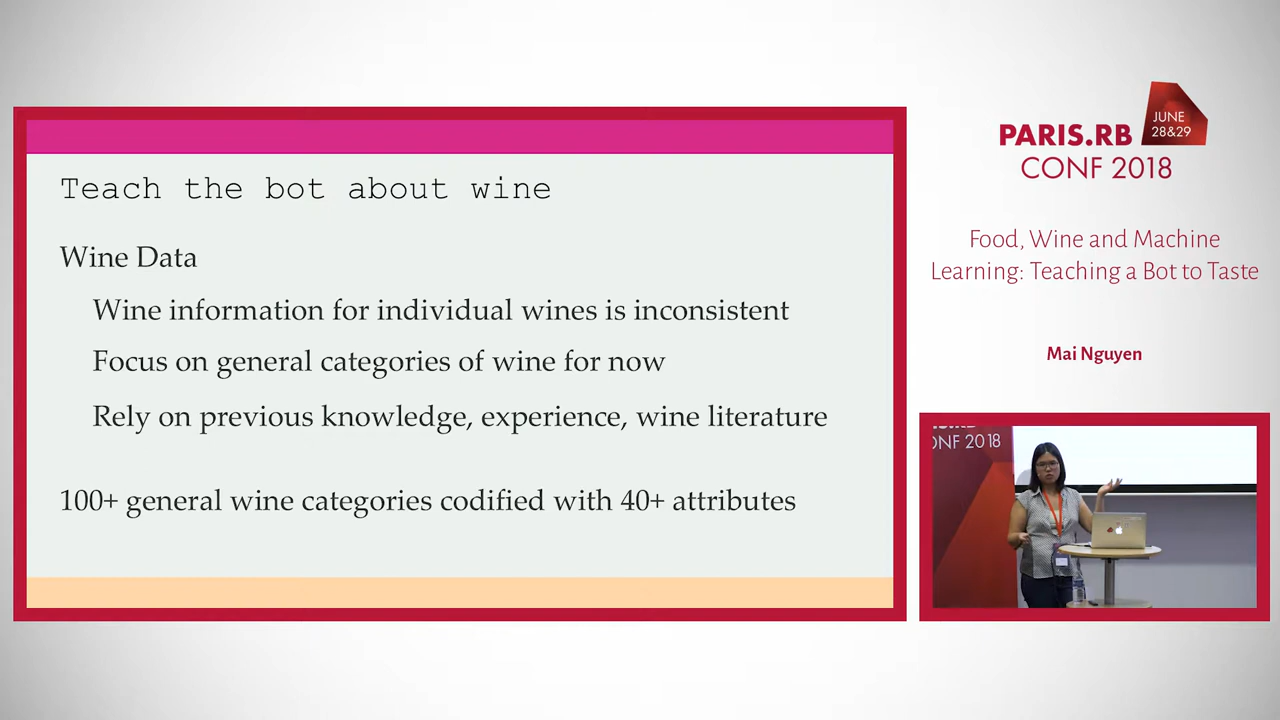 Teach the bot about wine
Wine Data
Wine information for individual wines is inconsistent
Focus on general categories of wine for now
Rely on previous knowledge, experience, wine literature
100+ general wine categories codified with 40+ attributes
PARIS.RB
JUNE
28&29
CONF 2018
Food, Wine and Machine
Learning: Teaching a Bot to Taste
Mai Nguyen
ONF 2018